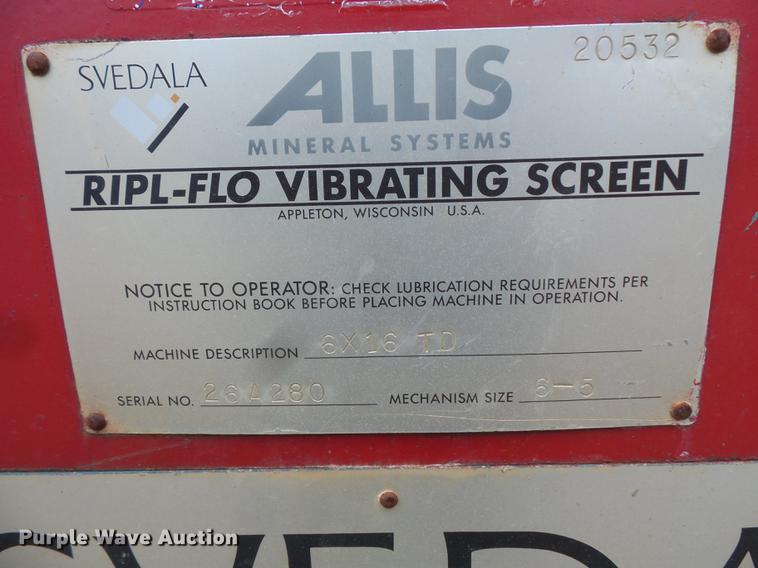 SVEDALA
ALLIS
20532
MINERAL SYSTEMS
RIPL-FLO VIBRATING SCREEN
APPLETON, WISCONSIN U.S.A.
NOTICE TO OPERATOR: CHECK LUBRICATION REQUIREMENTS PER
INSTRUCTION BOOK BEFORE PLACING MACHINE IN OPERATION.
MACHINE DESCRIPTION 6X16 TD
SERIAL NO. 26A280 MECHANISM SIZE 6-5
SVEDA
Purple Wave Auction